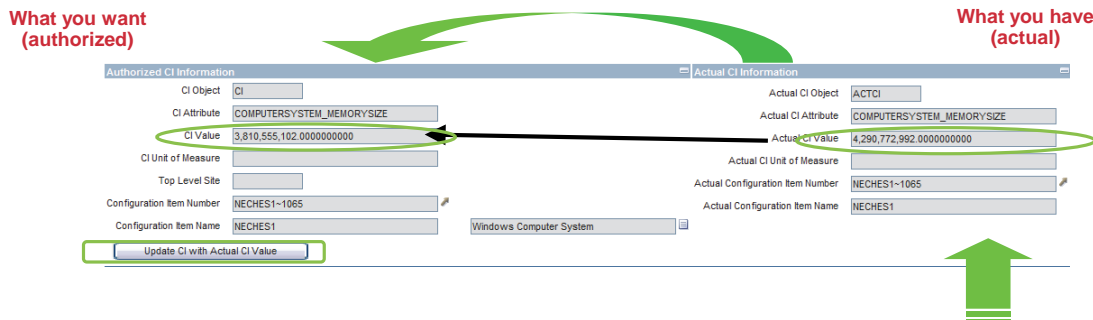 What you want
(authorized)
What you have
(actual)
Authorized CI Information
CI Object CI
CI Attribute COMPUTERSYSTEM_MEMORYSIZE
CI Value 3,810,555,102.0000000000
CI Unit of Measure
Top Level Site
Configuration Item Number NECHES1~1065
Configuration Item Name NECHES1 Windows Computer System
Update CI with Actual CI Value
Actual CI Information
Actual CI Object ACTCI
Actual CI Attribute COMPUTERSYSTEM_MEMORYSIZE
Actual CI Value 4,290,772,992.0000000000
Actual CI Unit of Measure
Actual Configuration Item Number NECHES1~1065
Actual Configuration Item Name NECHES1